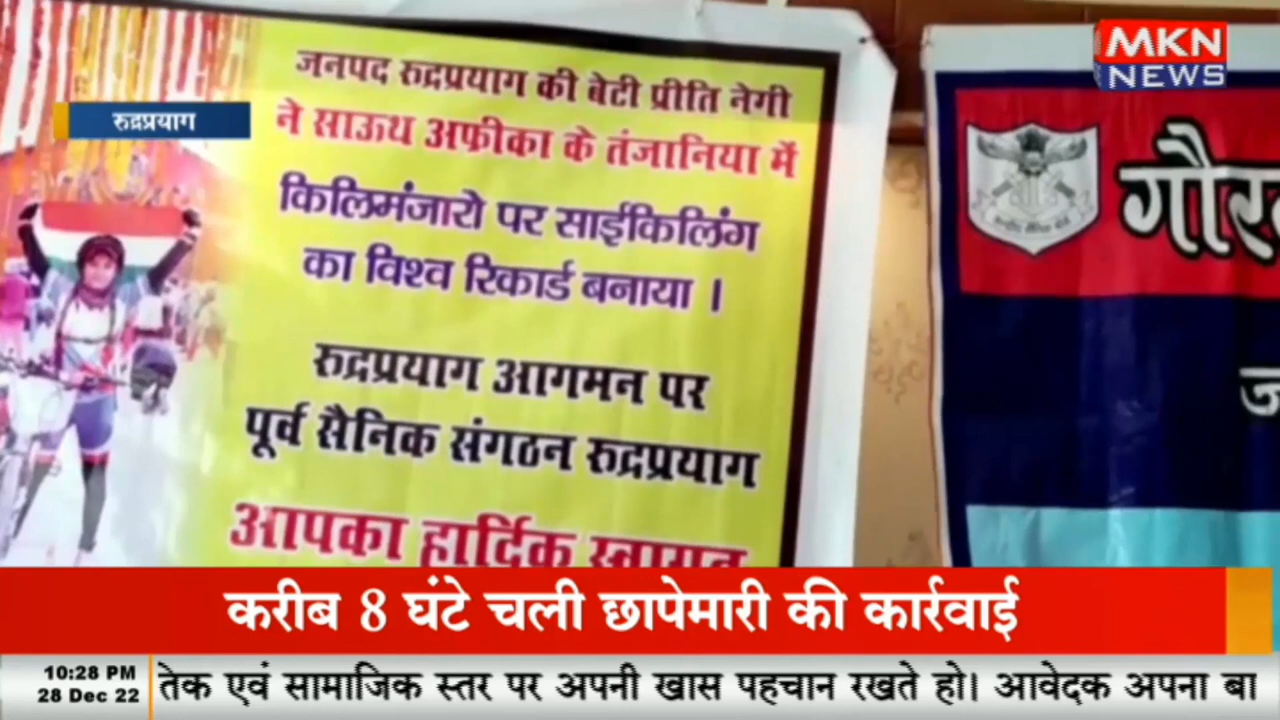 MKN
NEWS
रुद्रप्रयाग
जनपद रुद्रप्रयाग की बेटी प्रीति नेगी
ने साऊथ अफ्रीका के तंजानिया में
किलिमंजारो पर साईकिलिंग
का विश्व रिकार्ड बनाया ।
रुद्रप्रयाग आगमन पर
पूर्व सैनिक संगठन रुद्रप्रयाग
आपका हार्दिक स्वागत
करीब 8 घंटे चली छापेमारी की कार्रवाई
10:28 PM
28 Dec 22
तेक एवं सामाजिक स्तर पर अपनी खास पहचान रखते हो। आवेदक अपना बा